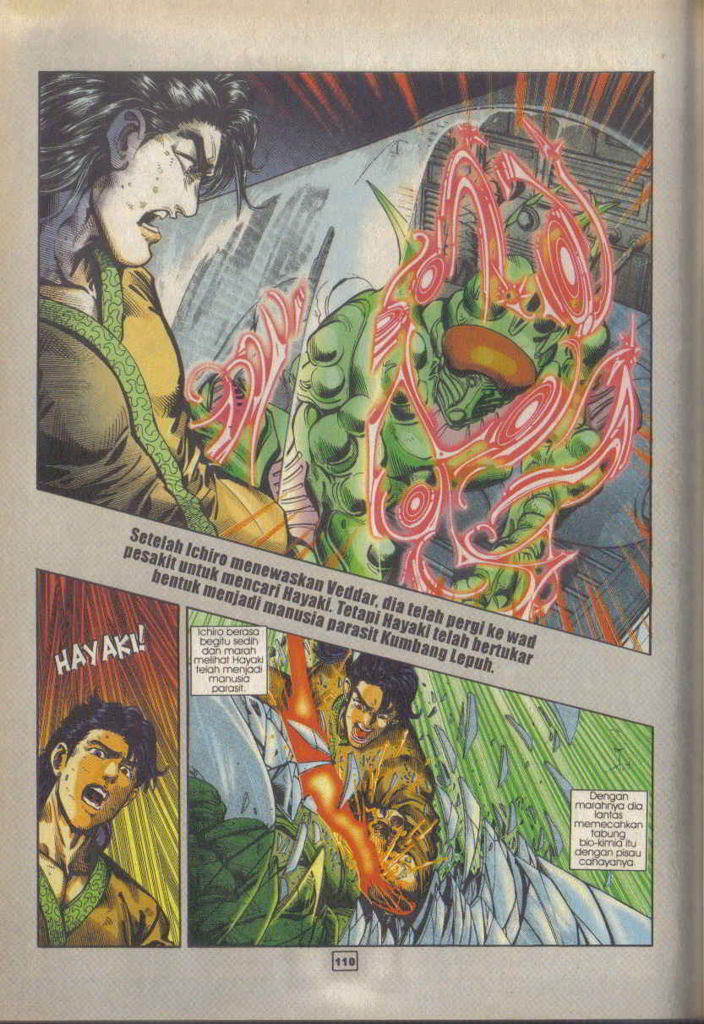 Setelah Ichiro menewaskan Veddar, dia telah pergi ke wad
pesakit untuk mencari Hayaki. Tetapi Hayaki telah bertukar
bentuk menjadi manusia parasit Kumbang Lepuh.
HAYAKI!
Ichiro berasa
begitu sedih
dan marah
melihat Hayaki
telah menjadi
manusia
parasit.
Dengan
marahnya dia
lantas
memecahkan
tabung
bio-kimia itu
dengan pisau
cahayanya.
110